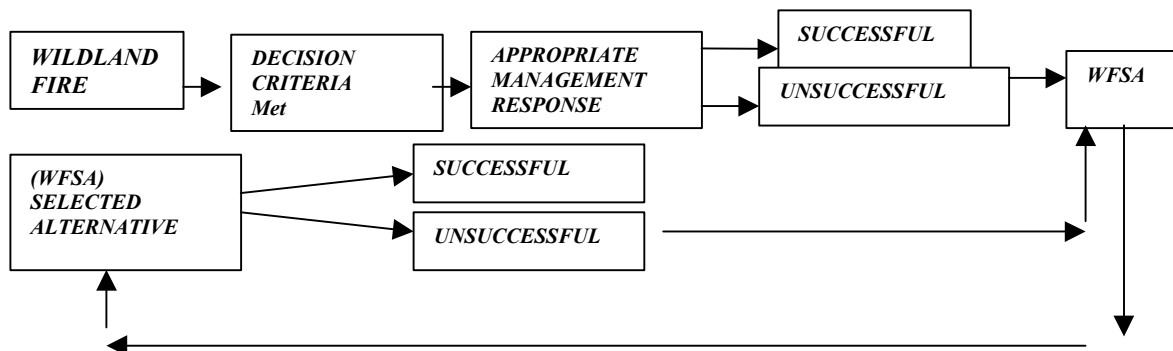 WILDLAND
FIRE
DECISION
CRITERIA
Met
APPROPRIATE
MANAGEMENT
RESPONSE
SUCCESSFUL
UNSUCCESSFUL
WFSA
(WFSA)
SELECTED
ALTERNATIVE
SUCCESSFUL
UNSUCCESSFUL